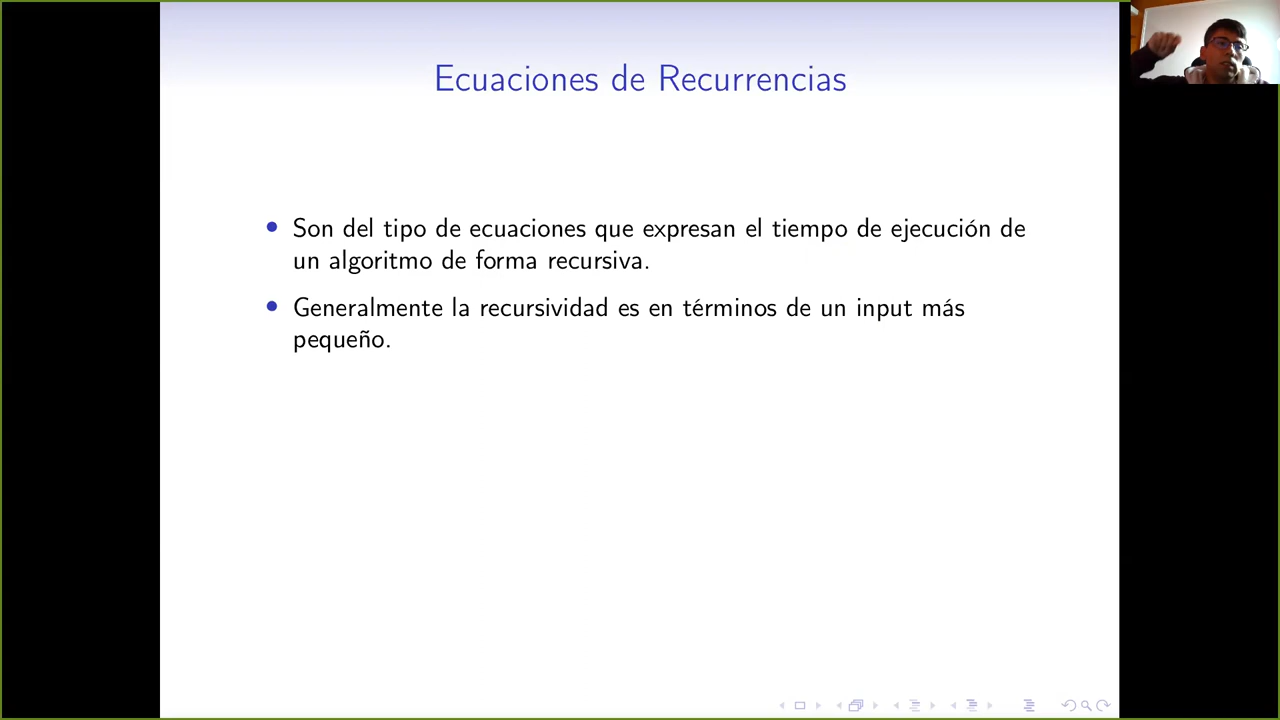 Ecuaciones de Recurrencias
Son del tipo de ecuaciones que expresan el tiempo de ejecución de
un algoritmo de forma recursiva.
Generalmente la recursividad es en términos de un input más
pequeño.